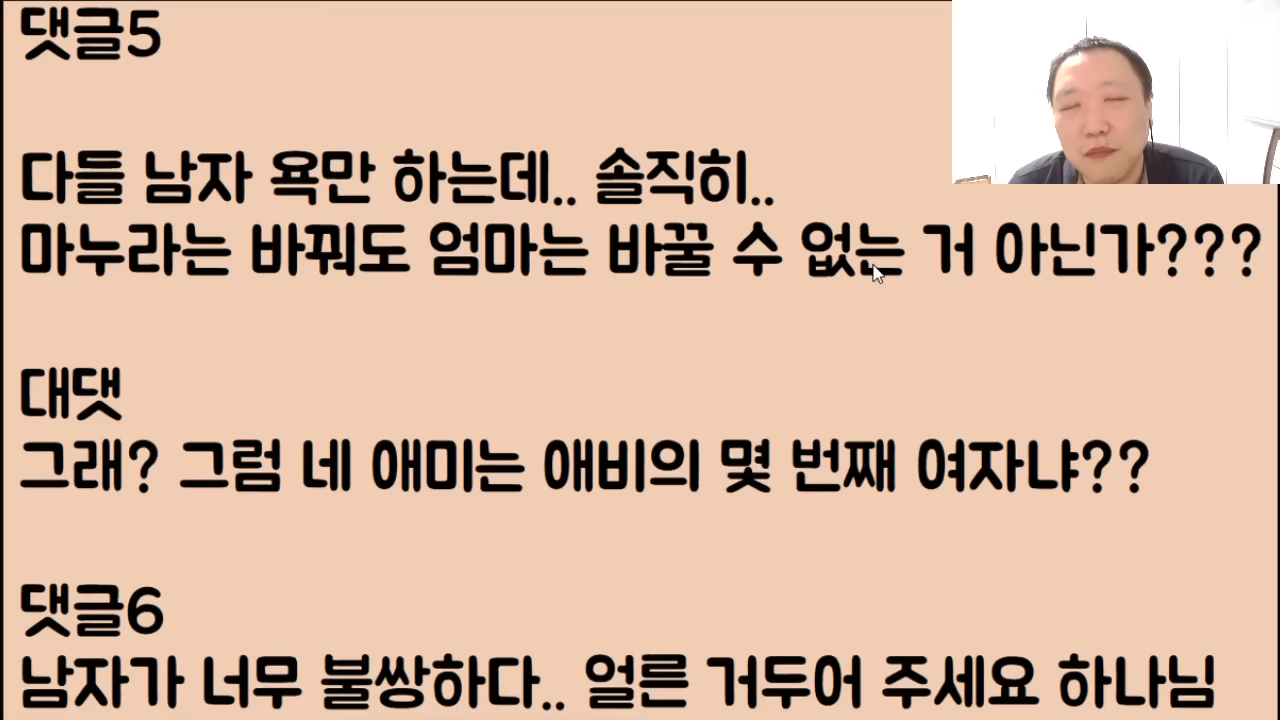 댓글5
다들 남자 욕만 하는데.. 솔직히..
마누라는 바꿔도 엄마는 바꿀 수 없는 거 아닌가???
대댓
그래? 그럼 네 애미는 애비의 몇 번째 여자냐??
댓글6
남자가 너무 불쌍하다.. 얼른 거두어 주세요 하나님